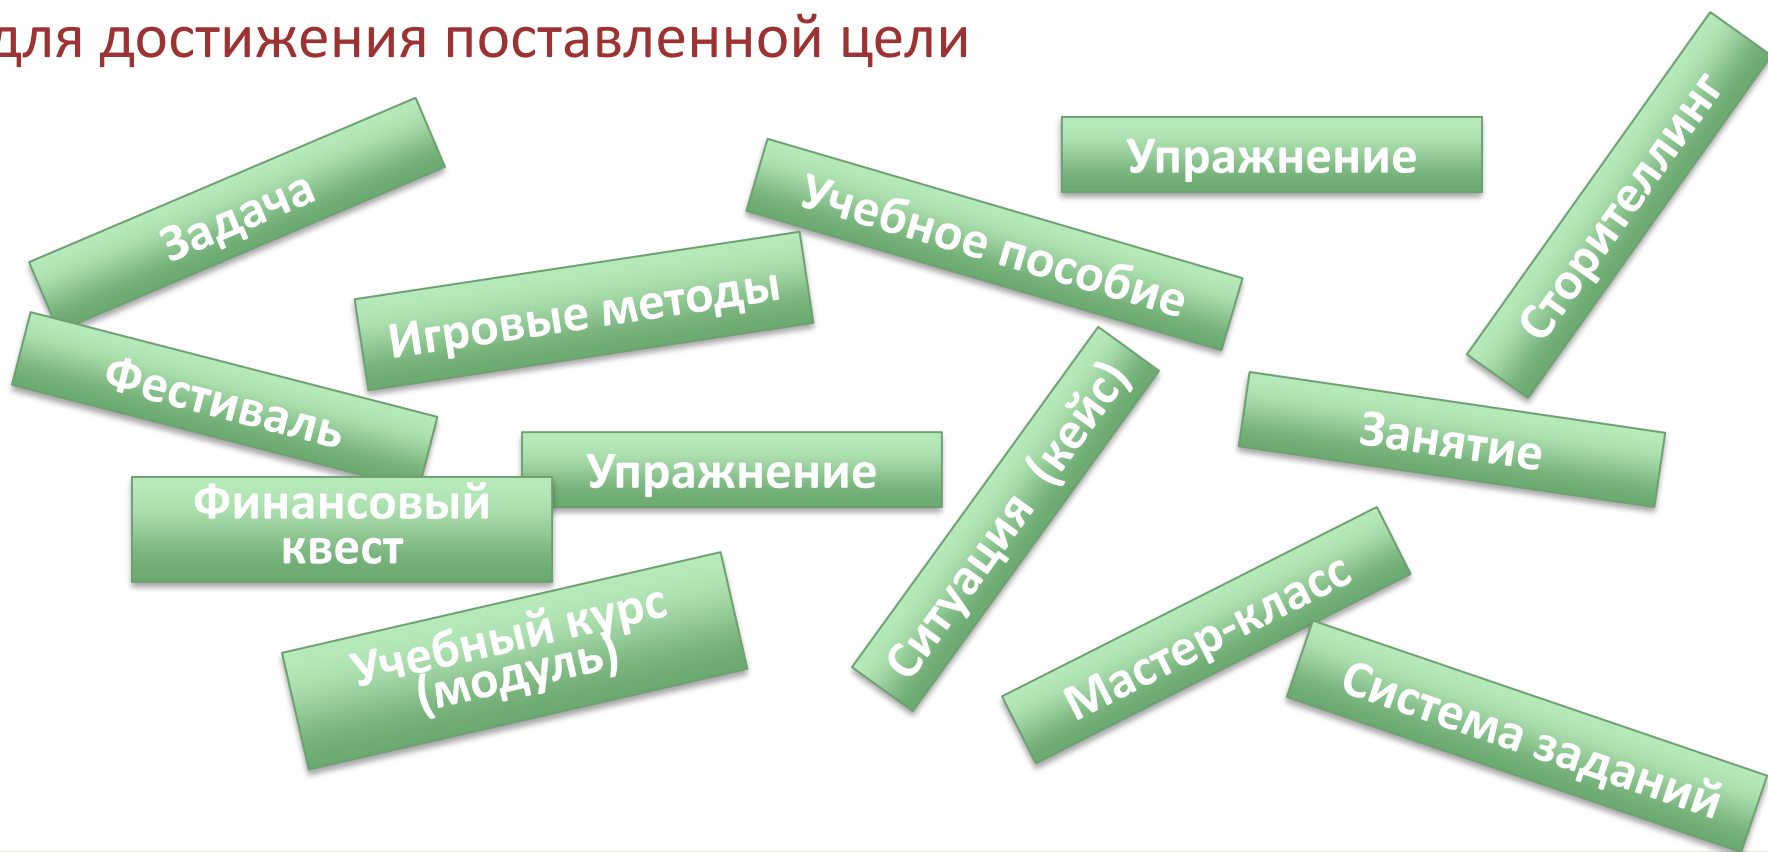 для достижения поставленной цели
Задача
Упражнение
Сторителлинг
Учебное пособие
Игровые методы
Фестиваль
Ситуация (кейс)
Занятие
Упражнение
Финансовый
квест
Учебный курс
(модуль)
Мастер-класс
Система заданий